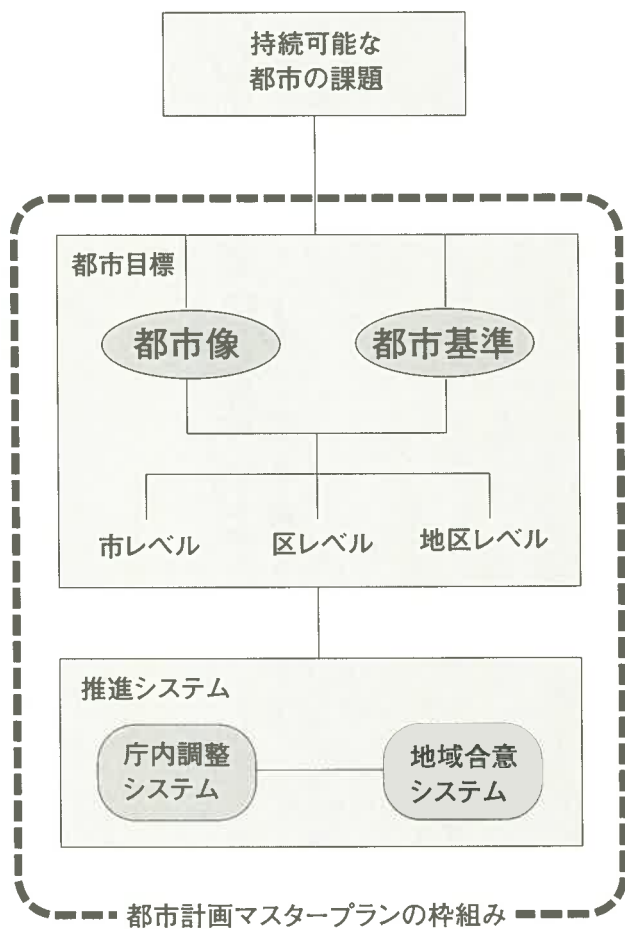 持続可能な
都市の課題
都市目標
都市像
都市基準
市レベル
区レベル
地区レベル
推進システム
庁内調整
システム
地域合意
システム
都市計画マスタープランの枠組み